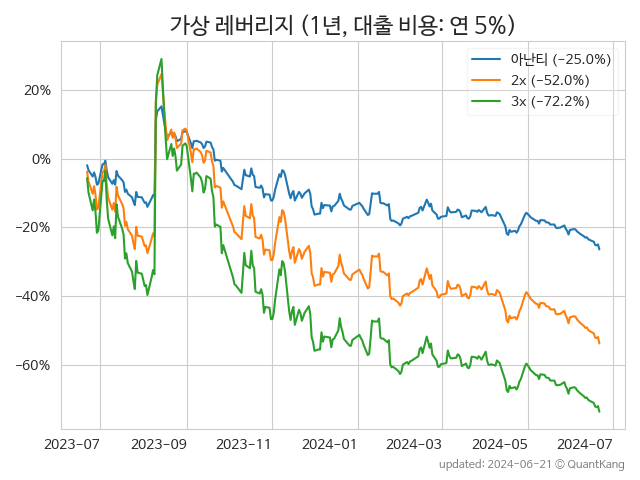 가상 레버리지 (1년, 대출 비용: 연 5%)
아난티 (−25.0%)
2x (−52.0%)
3x (−72.2%)
20%
0%
−20%
−40%
−60%
2023-07 2023-09 2023-11 2024-01 2024-03 2024-05 2024-07
updated: 2024-06-21 © QuantKang